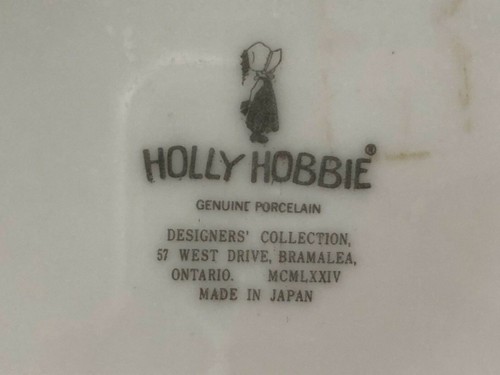 HOLLY HOBBIE®
GENUINE PORCELAIN
DESIGNERS' COLLECTION,
57 WEST DRIVE, BRAMALEA,
ONTARIO. MCMLXXIV
MADE IN JAPAN